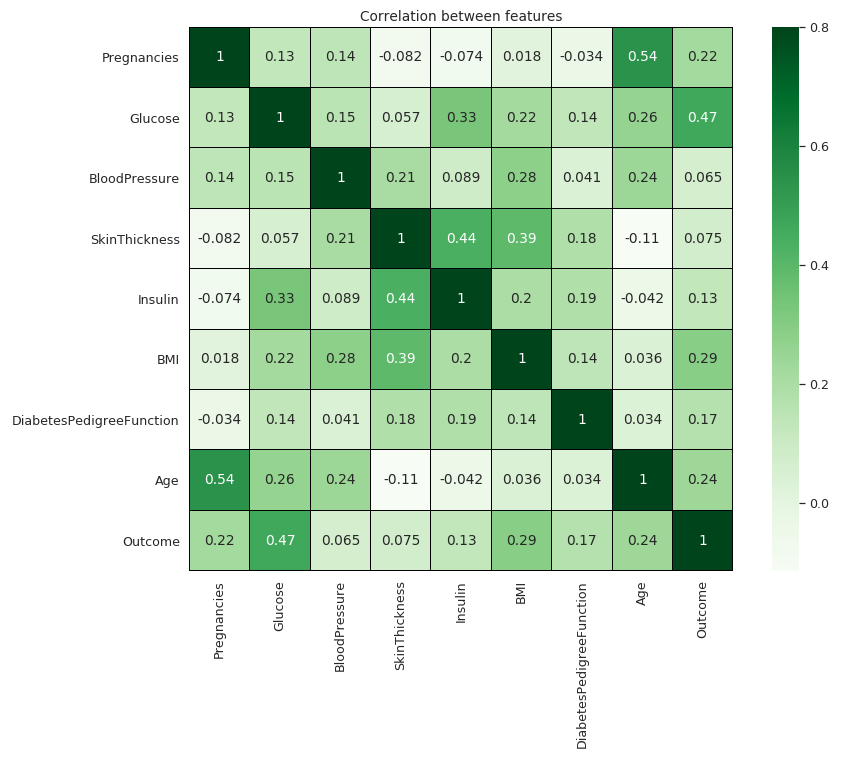 Correlation between features
Pregnancies 1 0.13 0.14 -0.082 -0.074 0.018 -0.034 0.54 0.22
Glucose 0.13 1 0.15 0.057 0.33 0.22 0.14 0.26 0.47
BloodPressure 0.14 0.15 1 0.21 0.089 0.28 0.041 0.24 0.065
SkinThickness -0.082 0.057 0.21 1 0.44 0.39 0.18 -0.11 0.075
Insulin -0.074 0.33 0.089 0.44 1 0.2 0.19 -0.042 0.13
BMI 0.018 0.22 0.28 0.39 0.2 1 0.14 0.036 0.29
DiabetesPedigreeFunction -0.034 0.14 0.041 0.18 0.19 0.14 1 0.034 0.17
Age 0.54 0.26 0.24 -0.11 -0.042 0.036 0.034 1 0.24
Outcome 0.22 0.47 0.065 0.075 0.13 0.29 0.17 0.24 1
Pregnancies
Glucose
BloodPressure
SkinThickness
Insulin
BMI
DiabetesPedigreeFunction
Age
Outcome
0.8
0.6
0.4
0.2
0.0